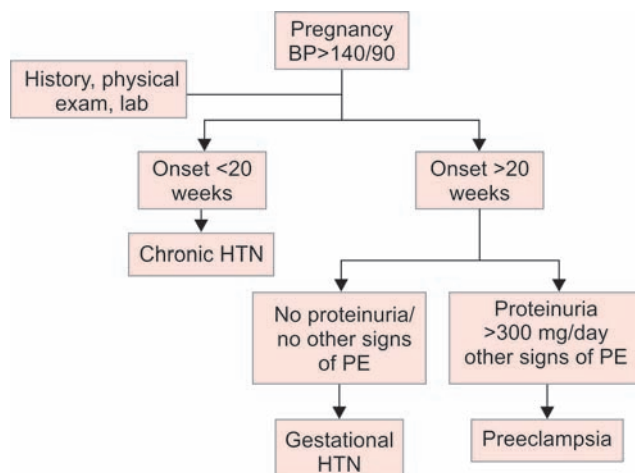 Pregnancy
BP>140/90
History, physical
exam, lab
Onset <20
weeks
Onset >20
weeks
Chronic HTN
No proteinuria/
no other signs
of PE
Proteinuria
>300 mg/day
other signs of PE
Gestational
HTN
Preeclampsia